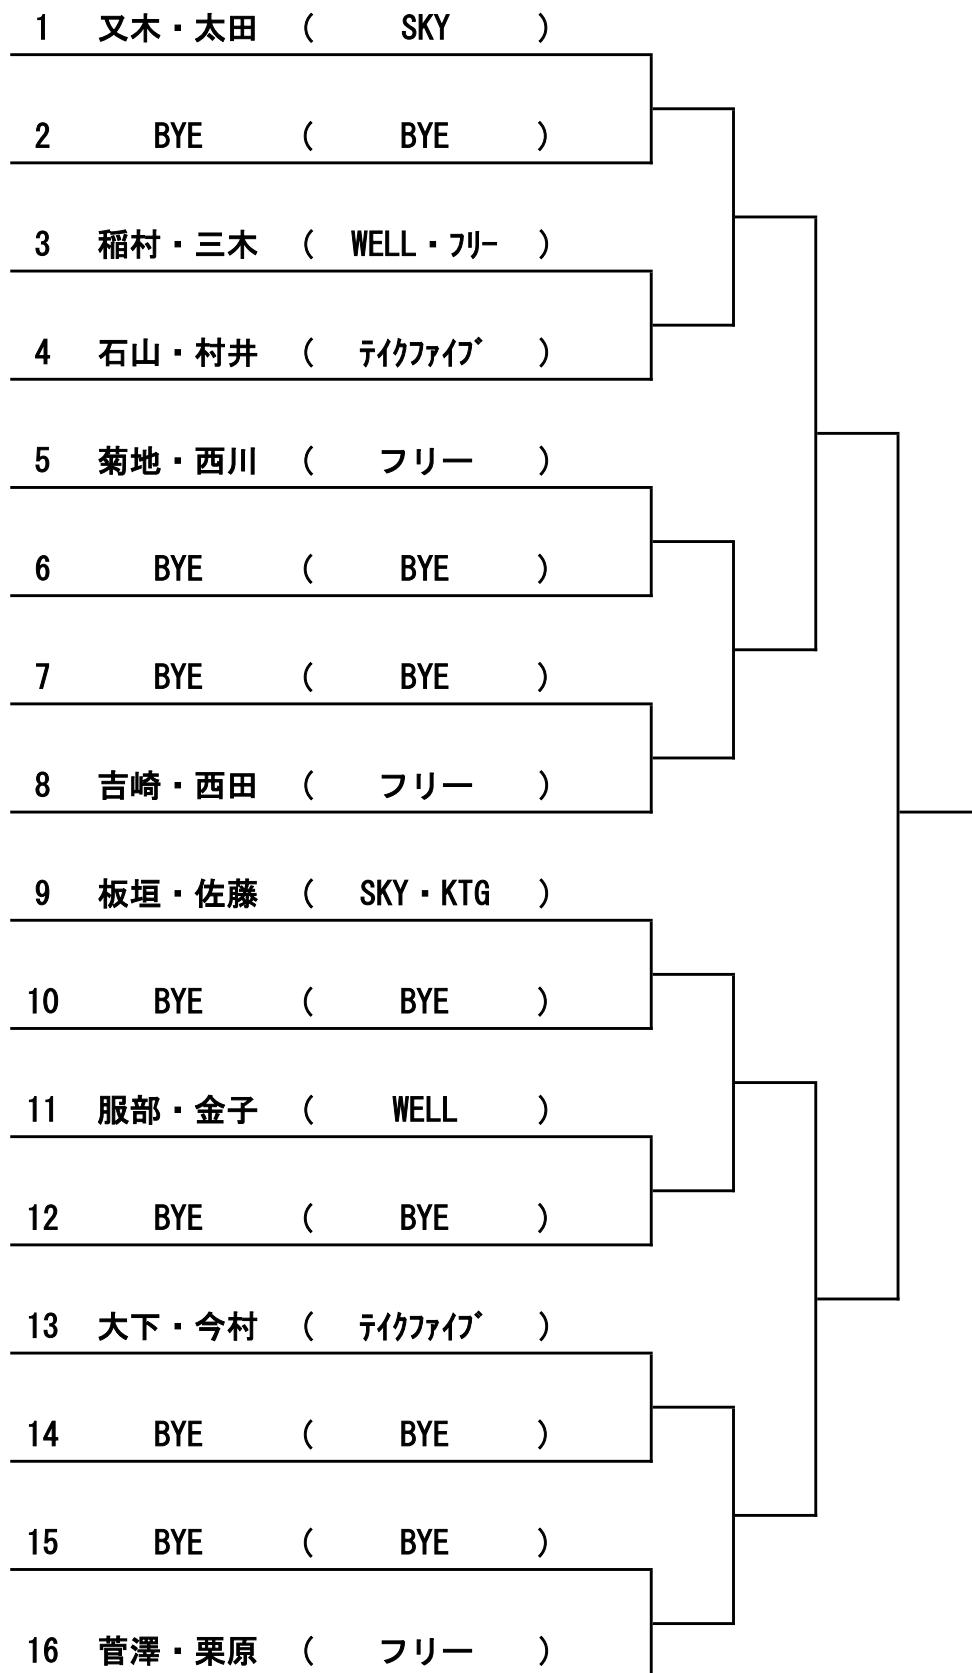 1 又木・太田 ( SKY )
2 BYE ( BYE )
3 稲村・三木 ( WELL・ﾌﾘｰ )
4 石山・村井 ( ﾃｲｸﾌｧｲﾌﾞ )
5 菊地・西川 ( フリー )
6 BYE ( BYE )
7 BYE ( BYE )
8 吉崎・西田 ( フリー )
9 板垣・佐藤 ( SKY・KTG )
10 BYE ( BYE )
11 服部・金子 ( WELL )
12 BYE ( BYE )
13 大下・今村 ( ﾃｲｸﾌｧｲﾌﾞ )
14 BYE ( BYE )
15 BYE ( BYE )
16 菅澤・栗原 ( フリー )